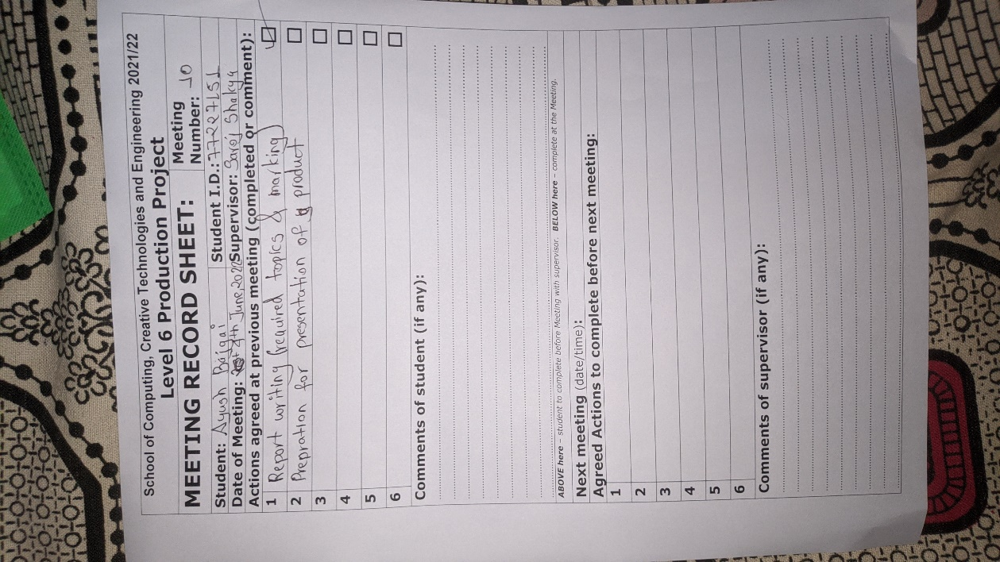 School of Computing, Creative Technologies and Engineering 2021/22
Level 6 Production Project
MEETING RECORD SHEET: Meeting Number: 10
Student: Ayush Baigai Student I.D.: 77227151
Date of Meeting: 4th June, 2022 Supervisor: Saroj Shakya
Actions agreed at previous meeting (completed or comment):
1 Report writing (required topics & marking)
2 Prepration for presentation of product
3
4
5
6
Comments of student (if any):
ABOVE here – student to complete before Meeting with supervisor. BELOW here – complete at the Meeting.
Next meeting (date/time):
Agreed Actions to complete before next meeting:
1
2
3
4
5
6
Comments of supervisor (if any):